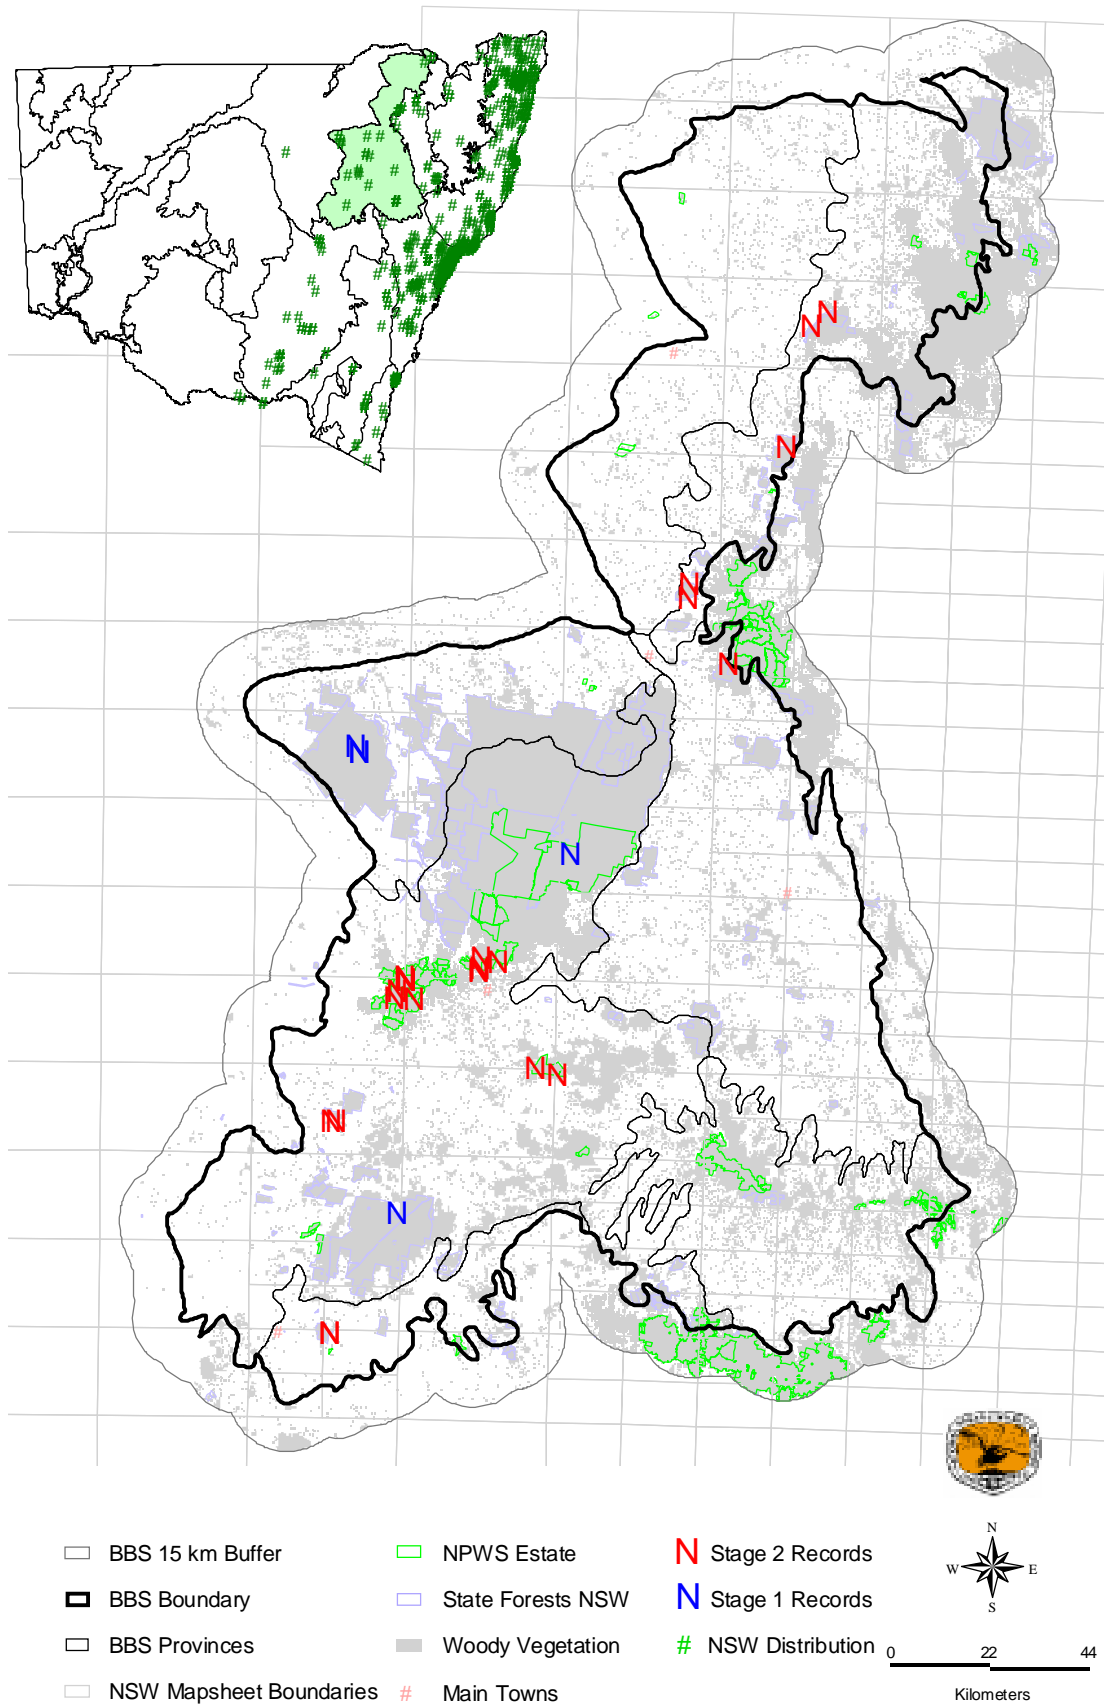 N
W E
S
BBS 15 km Buffer
BBS Boundary
BBS Provinces
NSW Mapsheet Boundaries
NPWS Estate
State Forests NSW
Woody Vegetation
# Main Towns
N Stage 2 Records
N Stage 1 Records
# NSW Distribution
0 22 44
Kilometers